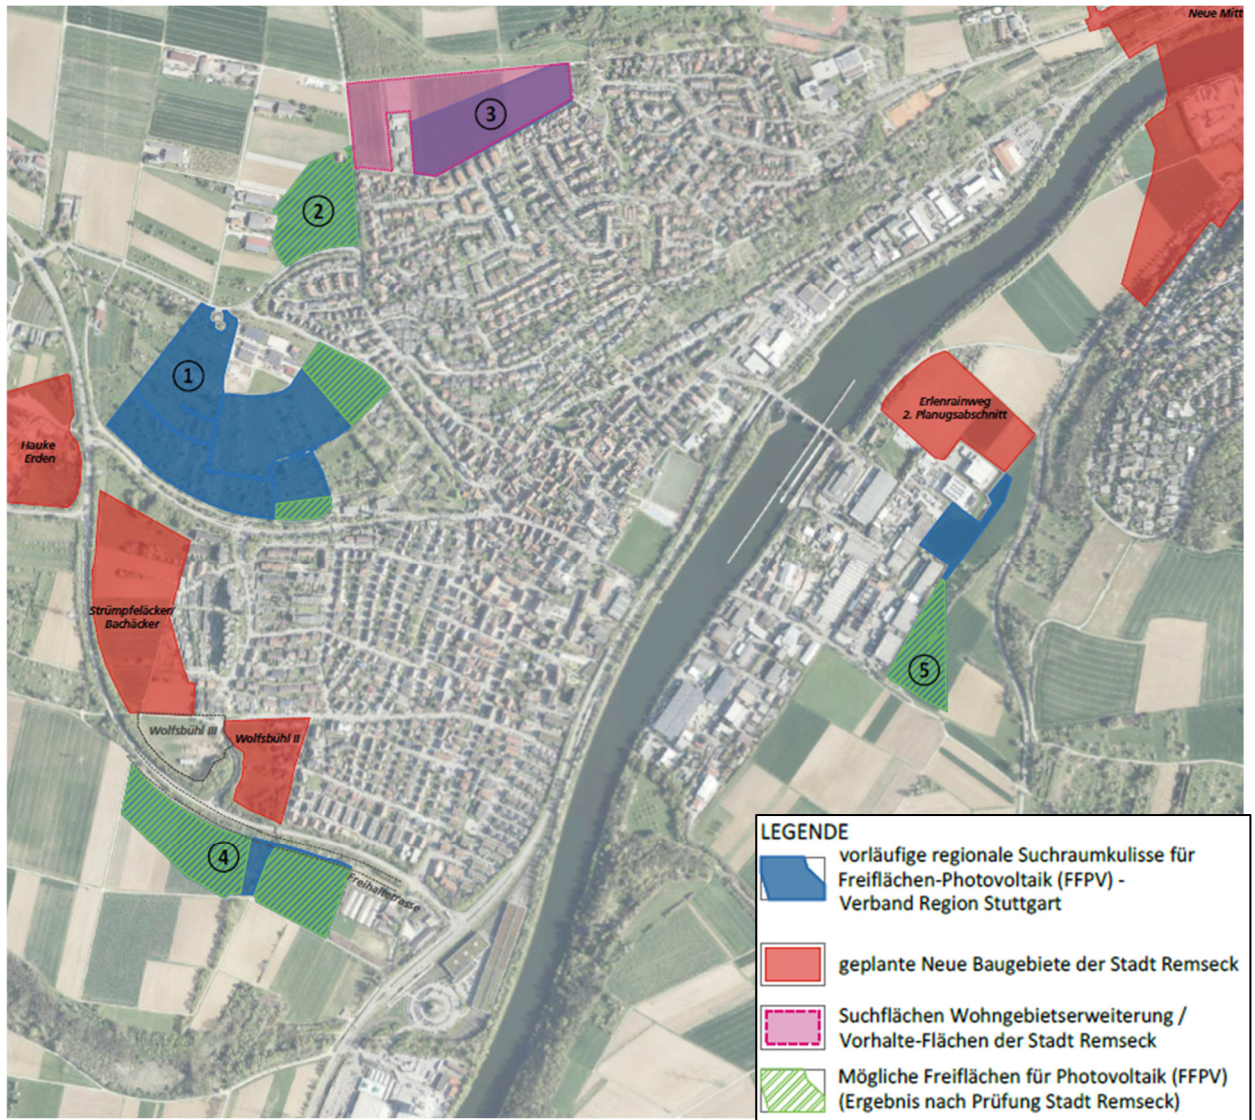 Neue Mitt
3
2
1
Hauke
Erden
Erlenrainweg
2. Planugsabschnitt
Strümpfeläcker/
Bachäcker
5
Wolfsbühl III
Wolfsbühl II
4
Freihaltetrasse
LEGENDE
vorläufige regionale Suchraumkulisse für
Freiflächen-Photovoltaik (FFPV) -
Verband Region Stuttgart
geplante Neue Baugebiete der Stadt Remseck
Suchflächen Wohngebietserweiterung /
Vorhalte-Flächen der Stadt Remseck
Mögliche Freiflächen für Photovoltaik (FFPV)
(Ergebnis nach Prüfung Stadt Remseck)